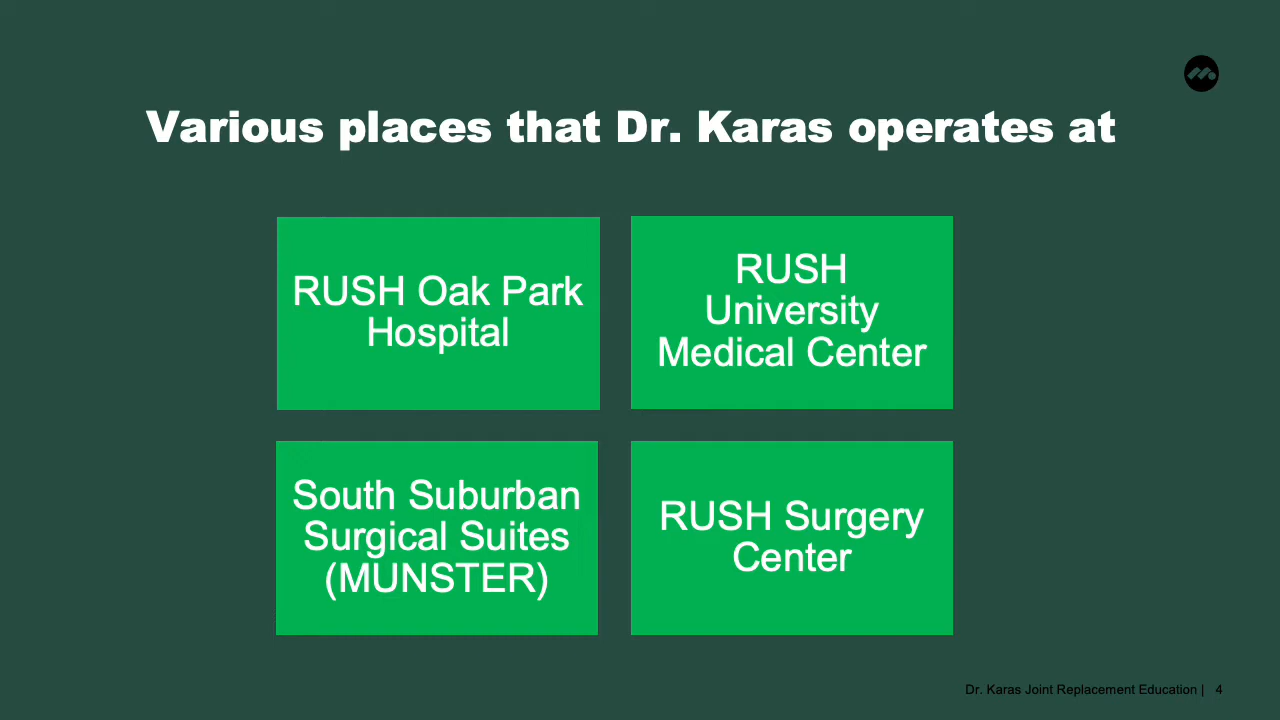 Various places that Dr. Karas operates at
RUSH Oak Park
Hospital
RUSH
University
Medical Center
South Suburban
Surgical Suites
(MUNSTER)
RUSH Surgery
Center
Dr. Karas Joint Replacement Education | 4